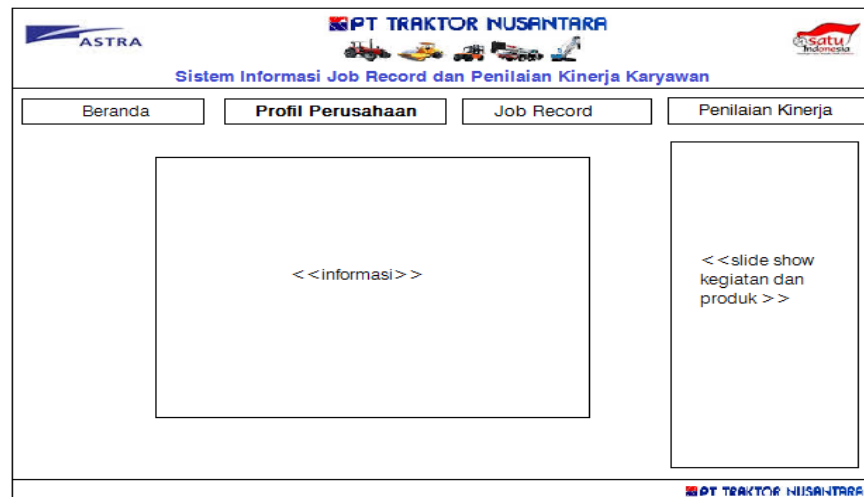 ASTRA
PT TRAKTOR NUSANTARA
satu
Indonesia
Sistem Informasi Job Record dan Penilaian Kinerja Karyawan
Beranda
Profil Perusahaan
Job Record
Penilaian Kinerja
<<informasi>>
<<slide show
kegiatan dan
produk >>
PT TRAKTOR NUSANTARA